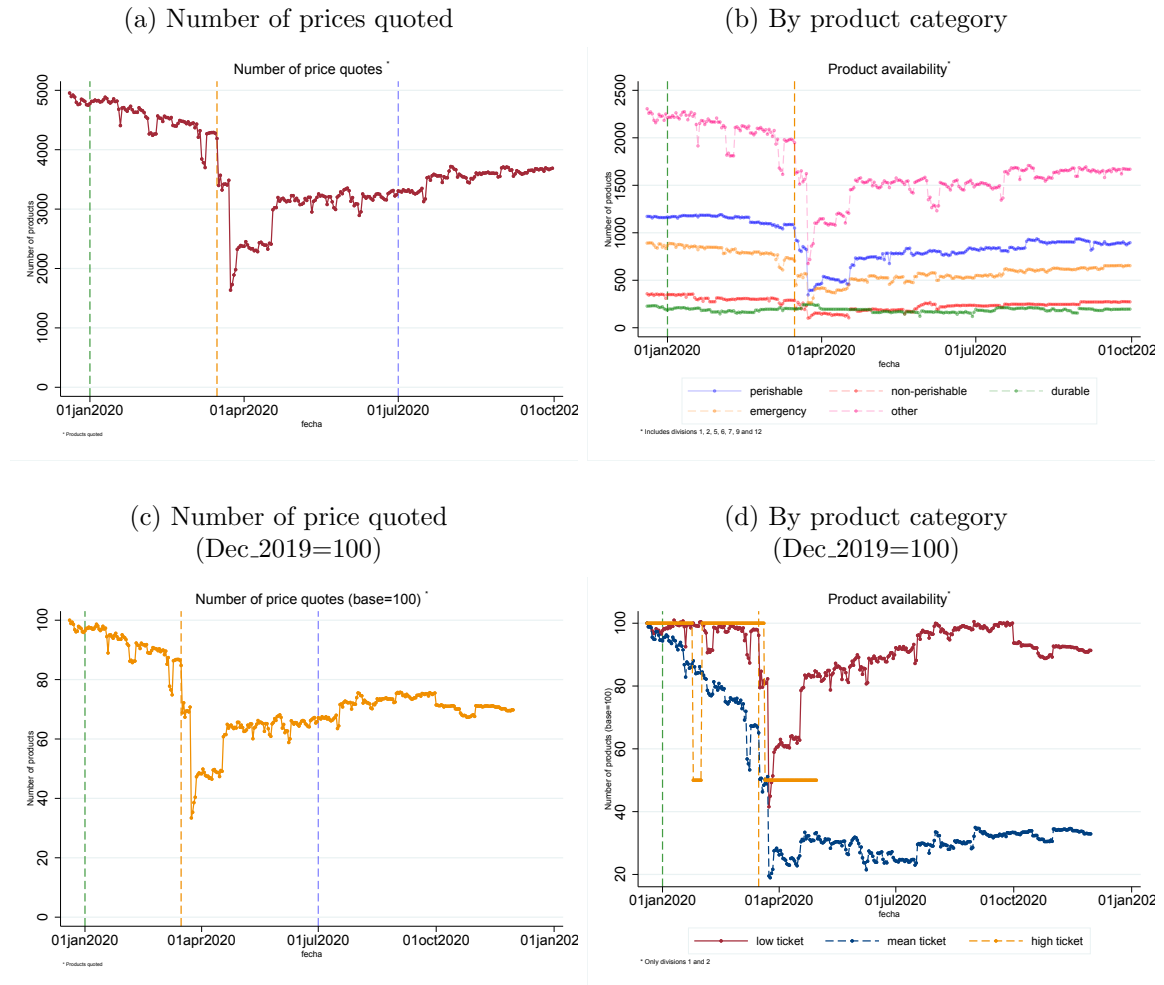 (a) Number of prices quoted
Number of price quotes *
Number of products
0 1000 2000 3000 4000 5000
01jan2020 01apr2020 01jul2020 01oct202
fecha
* Products quoted
(b) By product category
Product availability*
Number of products
0 500 1000 1500 2000 2500
01jan2020 01apr2020 01jul2020 01oct202
fecha
perishable non-perishable durable
emergency other
* Includes divisions 1, 2, 5, 6, 7, 9 and 12
(c) Number of price quoted
(Dec_2019=100)
Number of price quotes (base=100) *
Number of products
0 20 40 60 80 100
01jan2020 01apr2020 01jul2020 01oct2020 01jan202
fecha
* Products quoted
(d) By product category
(Dec_2019=100)
Product availability*
Number of products (base=100)
20 40 60 80 100
01jan2020 01apr2020 01jul2020 01oct2020 01jan202
fecha
low ticket mean ticket high ticket
* Only divisions 1 and 2